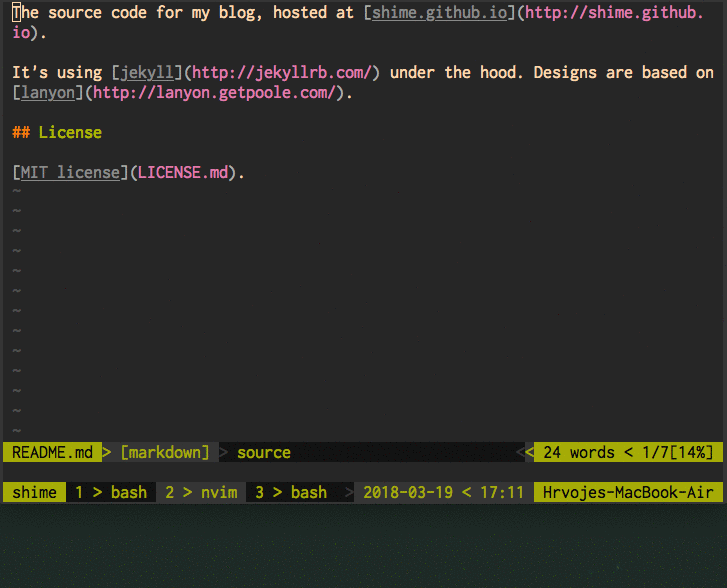 The source code for my blog, hosted at [shime.github.io](http://shime.github.
io).
It's using [jekyll](http://jekyllrb.com/) under the hood. Designs are based on
[lanyon](http://lanyon.getpoole.com/).
## License
[MIT license](LICENSE.md).
~
~
~
~
~
~
~
~
~
~
~
~
~
README.md > [markdown] > source << 24 words < 1/7[14%]
shime 1 > bash 2 > nvim 3 > bash > 2018-03-19 < 17:11 Hrvojes-MacBook-Air